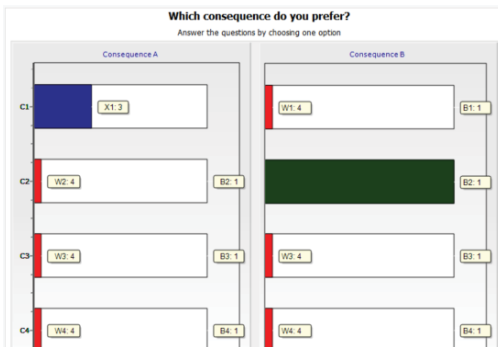 Which consequence do you prefer?
Answer the questions by choosing one option
Consequence A
Consequence B
C1
X1: 3
W1: 4
B1: 1
C2
W2: 4
B2: 1
B2: 1
C3
W3: 4
B3: 1
W3: 4
B3: 1
C4
W4: 4
B4: 1
W4: 4
B4: 1